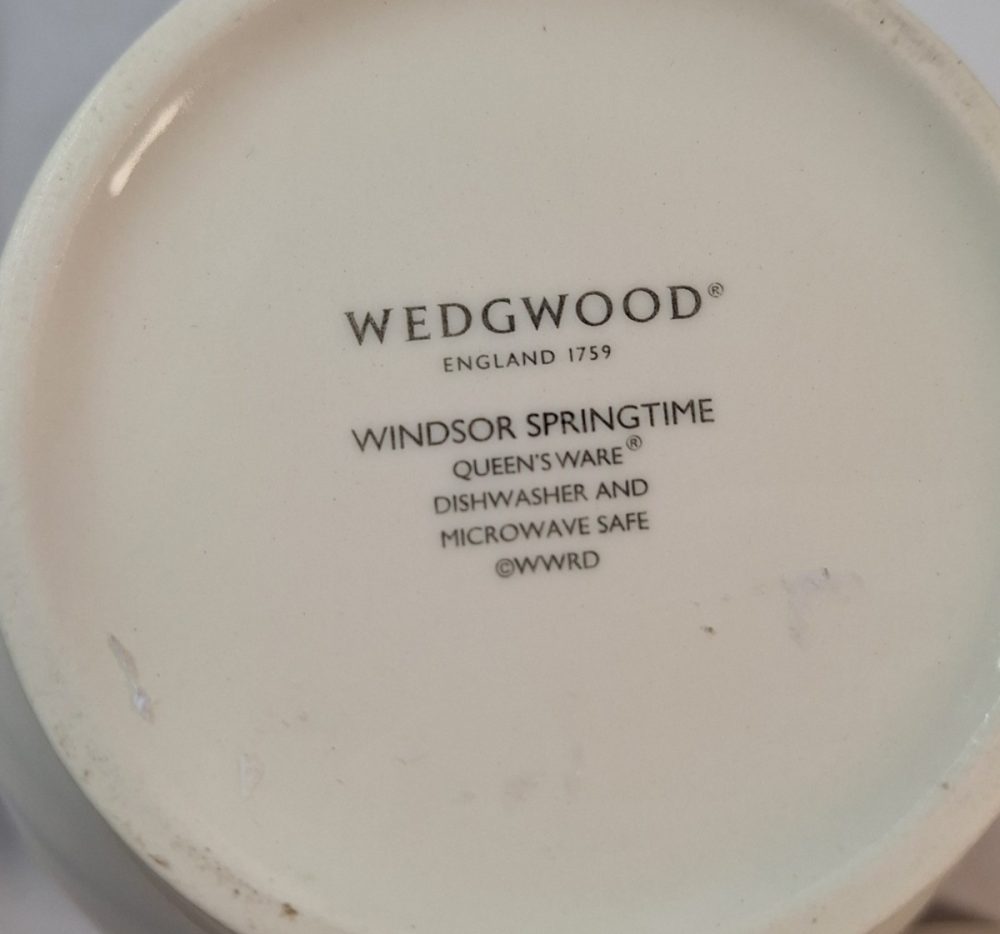 WEDGWOOD®
ENGLAND 1759
WINDSOR SPRINGTIME
QUEEN'S WARE®
DISHWASHER AND
MICROWAVE SAFE
©WWRD